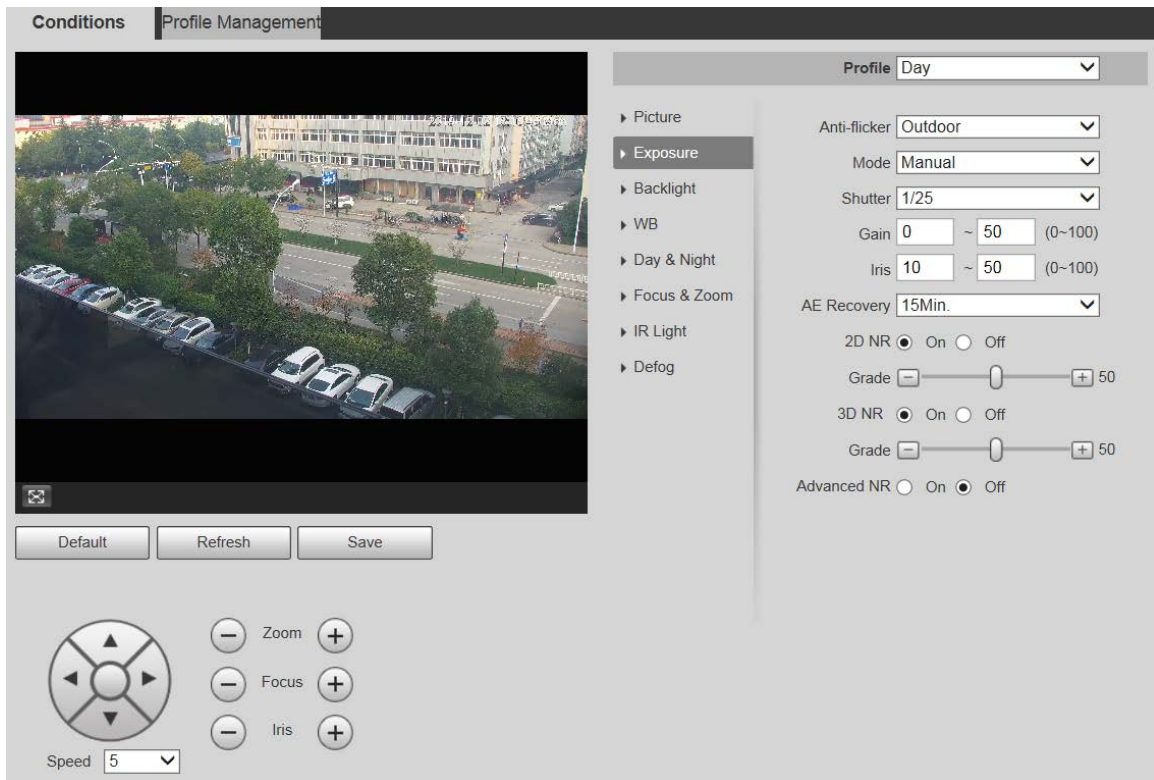 Conditions
Profile Management
Profile Day
Picture
Exposure
Backlight
WB
Day & Night
Focus & Zoom
IR Light
Defog
Anti-flicker Outdoor
Mode Manual
Shutter 1/25
Gain 0 ~ 50 (0~100)
Iris 10 ~ 50 (0~100)
AE Recovery 15Min.
2D NR On Off
Grade 50
3D NR On Off
Grade 50
Advanced NR On Off
Default
Refresh
Save
Zoom
Focus
Iris
Speed 5